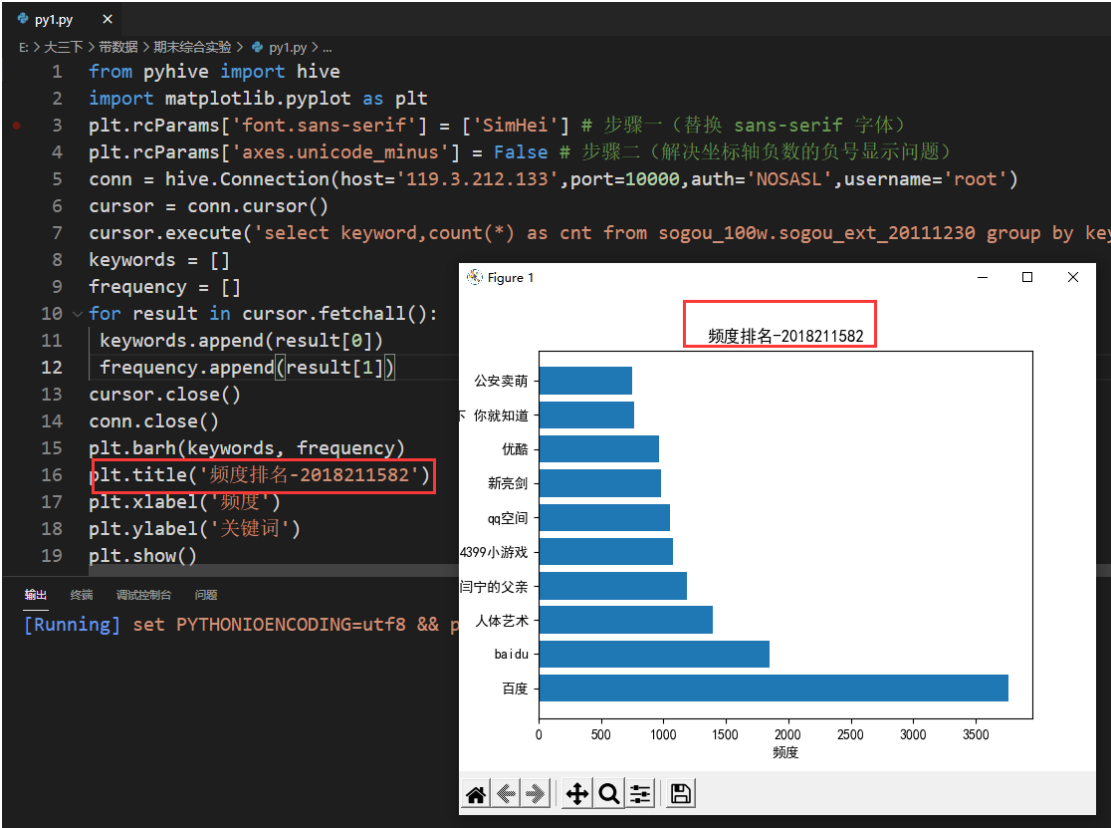 py1.py
E: > 大三下 > 带数据 > 期末综合实验 > py1.py > ...
1 from pyhive import hive
2 import matplotlib.pyplot as plt
3 plt.rcParams['font.sans-serif'] = ['SimHei'] # 步骤一（替换 sans-serif 字体）
4 plt.rcParams['axes.unicode_minus'] = False # 步骤二（解决坐标轴负数的负号显示问题）
5 conn = hive.Connection(host='119.3.212.133',port=10000,auth='NOSASL',username='root')
6 cursor = conn.cursor()
7 cursor.execute('select keyword,count(*) as cnt from sogou_100w.sogou_ext_20111230 group by key
8 keywords = []
9 frequency = []
10 for result in cursor.fetchall():
11 keywords.append(result[0])
12 frequency.append(result[1])
13 cursor.close()
14 conn.close()
15 plt.barh(keywords, frequency)
16 plt.title('频度排名-2018211582')
17 plt.xlabel('频度')
18 plt.ylabel('关键词')
19 plt.show()
输出 终端 调试控制台 问题
[Running] set PYTHONIOENCODING=utf8 && p
Figure 1
频度排名-2018211582
公安卖萌
下 你就知道
优酷
新亮剑
qq空间
4399小游戏
闫宁的父亲
人体艺术
baidu
百度
0 500 1000 1500 2000 2500 3000 3500
频度